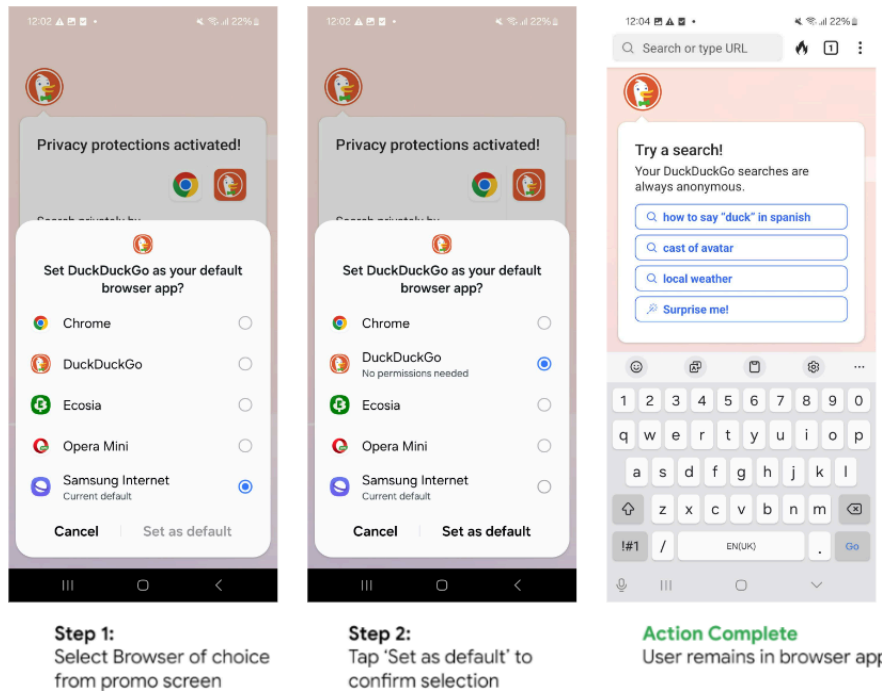 12:02
22%
Privacy protections activated!
Set DuckDuckGo as your default
browser app?
Chrome
DuckDuckGo
Ecosia
Opera Mini
Samsung Internet
Current default
Cancel
Set as default
Step 1:
Select Browser of choice
from promo screen
12:02
22%
Privacy protections activated!
Set DuckDuckGo as your default
browser app?
Chrome
DuckDuckGo
No permissions needed
Ecosia
Opera Mini
Samsung Internet
Current default
Cancel
Set as default
Step 2:
Tap ‘Set as default’ to
confirm selection
12:04
22%
Search or type URL
1
Try a search!
Your DuckDuckGo searches are
always anonymous.
how to say "duck" in spanish
cast of avatar
local weather
Surprise me!
1 2 3 4 5 6 7 8 9 0
q w e r t y u i o p
a s d f g h j k l
z x c v b n m
!#1 / EN(UK) . Go
Action Complete
User remains in browser app